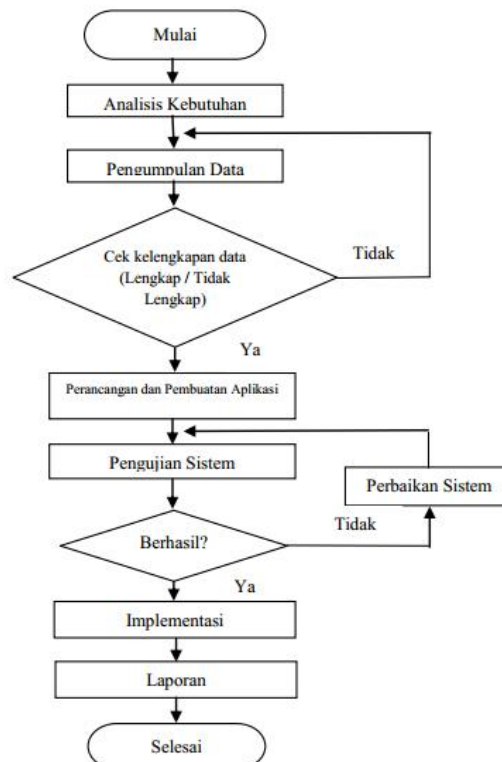 Mulai
Analisis Kebutuhan
Pengumpulan Data
Cek kelengkapan data
(Lengkap / Tidak
Lengkap)
Tidak
Ya
Perancangan dan Pembuatan Aplikasi
Pengujian Sistem
Perbaikan Sistem
Berhasil?
Tidak
Ya
Implementasi
Laporan
Selesai